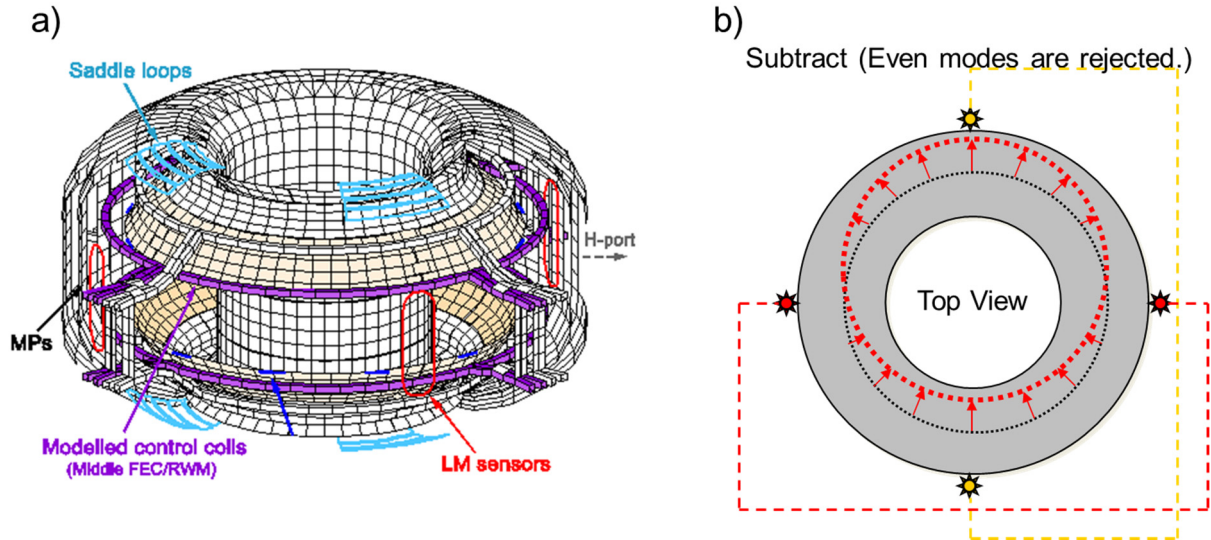 a)
Saddle loops
H-port
MPs
Modelled control coils
(Middle FEC/RWM)
LM sensors
b)
Subtract (Even modes are rejected.)
Top View